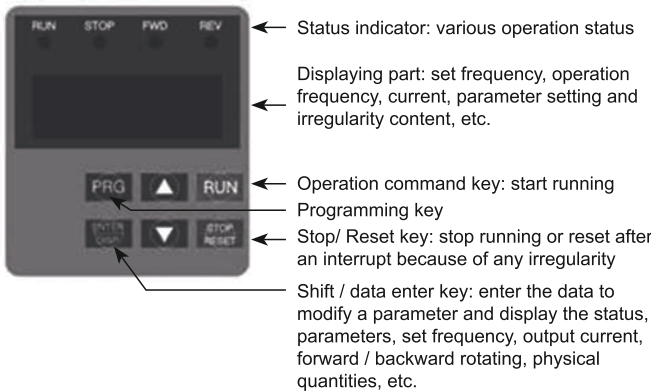 RUN STOP FWD REV
Status indicator: various operation status
Displaying part: set frequency, operation
frequency, current, parameter setting and
irregularity content, etc.
PRG RUN
Operation command key: start running
Programming key
ENTER STOP
RESET
Stop/ Reset key: stop running or reset after
an interrupt because of any irregularity
Shift / data enter key: enter the data to
modify a parameter and display the status,
parameters, set frequency, output current,
forward / backward rotating, physical
quantities, etc.